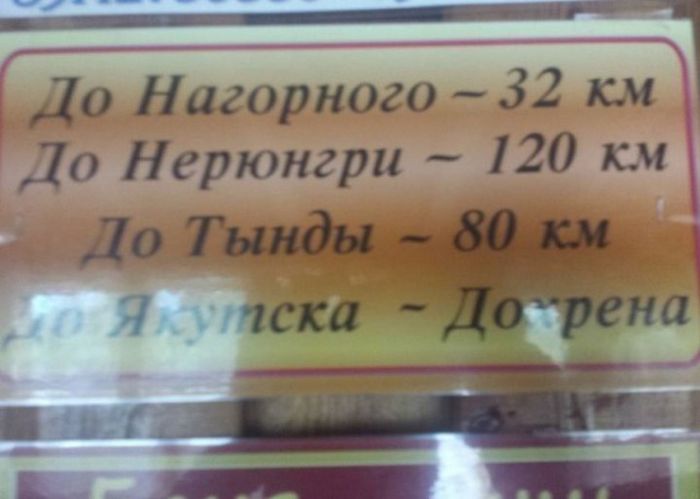 До Нагорного ~ 32 км
До Нерюнгри ~ 120 км
До Тынды ~ 80 км
До Якутска ~ Дохрена